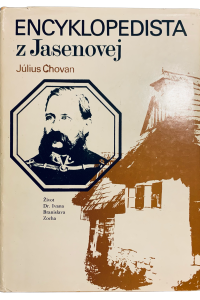 ENCYKLOPEDISTA
z Jasenovej
Július Chovan
Život
Dr. Ivana
Branislava
Zocha